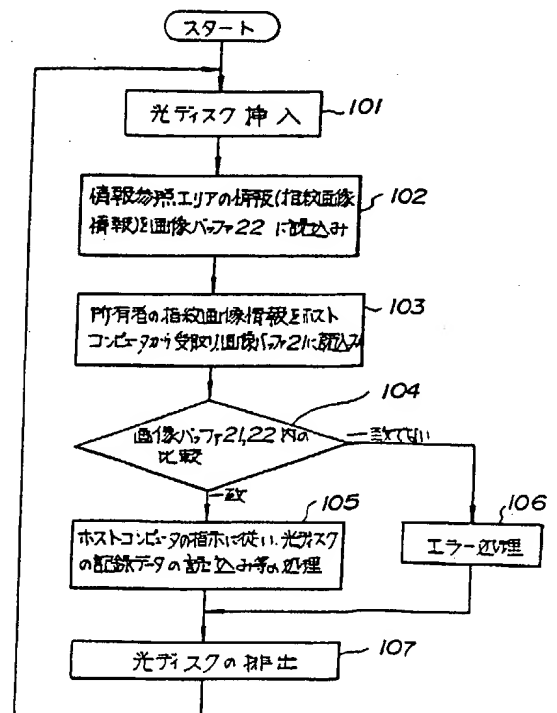 スタート
光ディスク挿入
101
情報参照エリアの情報(指紋画像
情報)を画像バッファ22に読込み
102
所有者の指紋画像情報をホスト
コンピュータから受取り、画像バッファ21に読込み
103
104
画像バッファ21,22内の
比較
一致でない
一致
105
ホストコンピュータの指示に従い、光ディスク
の記録データの読込み等の処理
106
エラー処理
光ディスクの排出
107